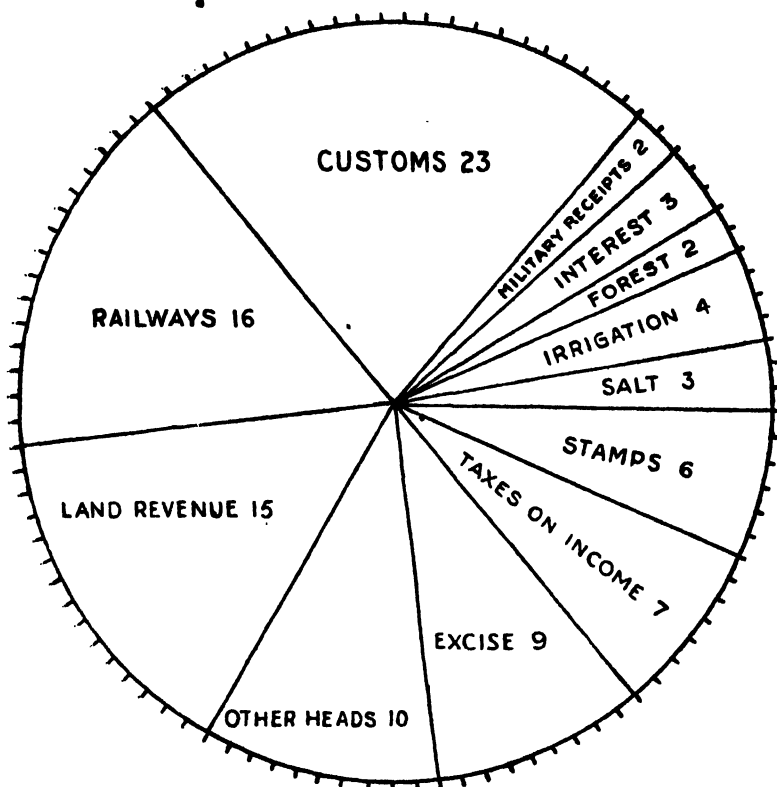 CUSTOMS 23
MILITARY RECEIPTS 2
INTEREST 3
FOREST 2
IRRIGATION 4
SALT 3
STAMPS 6
TAXES ON INCOME 7
EXCISE 9
OTHER HEADS 10
LAND REVENUE 15
RAILWAYS 16